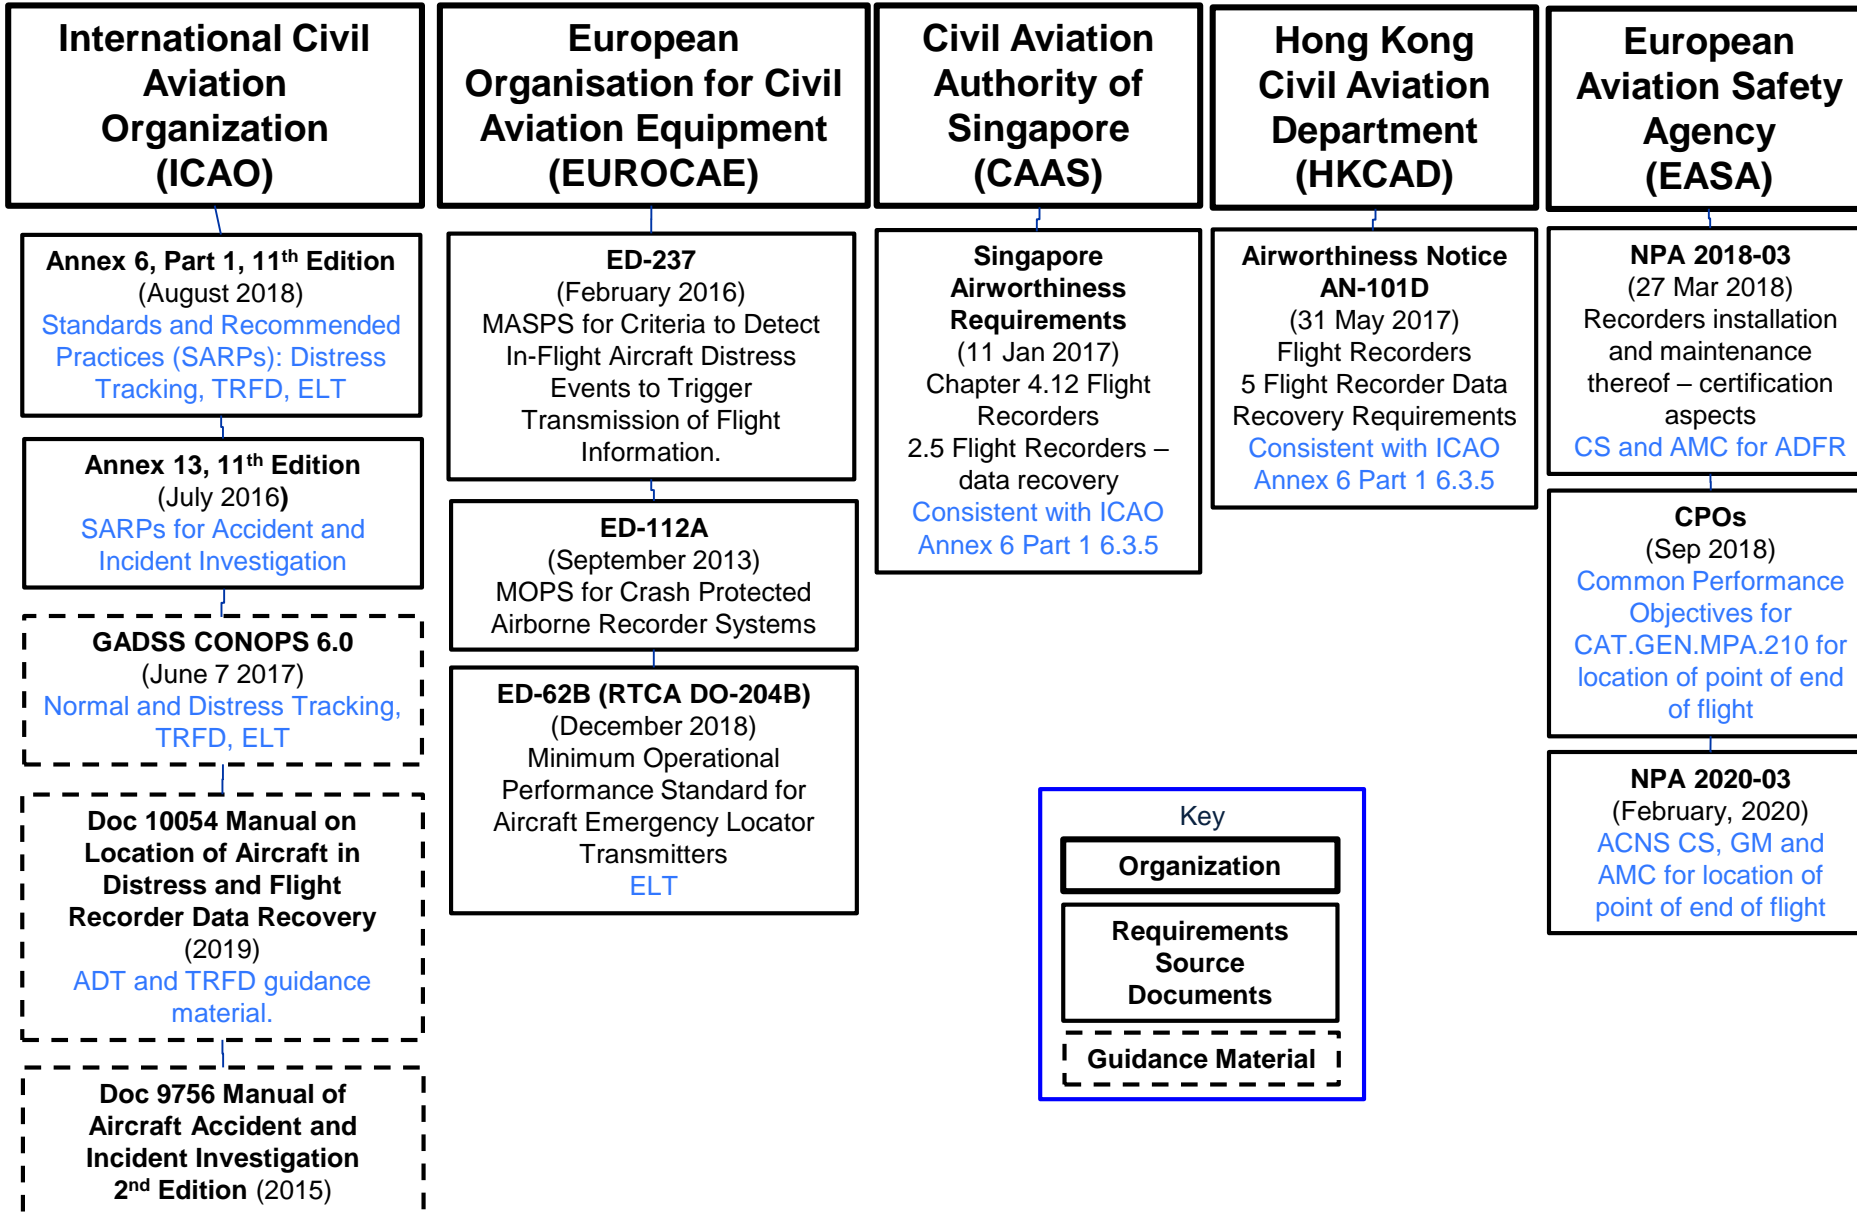 International Civil
Aviation
Organization
(ICAO)
Annex 6, Part 1, 11th Edition
(August 2018)
Standards and Recommended
Practices (SARPs): Distress
Tracking, TRFD, ELT
Annex 13, 11th Edition
(July 2016)
SARPs for Accident and
Incident Investigation
GADSS CONOPS 6.0
(June 7 2017)
Normal and Distress Tracking,
TRFD, ELT
Doc 10054 Manual on
Location of Aircraft in
Distress and Flight
Recorder Data Recovery
(2019)
ADT and TRFD guidance
material.
Doc 9756 Manual of
Aircraft Accident and
Incident Investigation
2nd Edition (2015)
European
Organisation for Civil
Aviation Equipment
(EUROCAE)
ED-237
(February 2016)
MASPS for Criteria to Detect
In-Flight Aircraft Distress
Events to Trigger
Transmission of Flight
Information.
ED-112A
(September 2013)
MOPS for Crash Protected
Airborne Recorder Systems
ED-62B (RTCA DO-204B)
(December 2018)
Minimum Operational
Performance Standard for
Aircraft Emergency Locator
Transmitters
ELT
Civil Aviation
Authority of
Singapore
(CAAS)
Singapore
Airworthiness
Requirements
(11 Jan 2017)
Chapter 4.12 Flight
Recorders
2.5 Flight Recorders –
data recovery
Consistent with ICAO
Annex 6 Part 1 6.3.5
Hong Kong
Civil Aviation
Department
(HKCAD)
Airworthiness Notice
AN-101D
(31 May 2017)
Flight Recorders
5 Flight Recorder Data
Recovery Requirements
Consistent with ICAO
Annex 6 Part 1 6.3.5
European
Aviation Safety
Agency
(EASA)
NPA 2018-03
(27 Mar 2018)
Recorders installation
and maintenance
thereof – certification
aspects
CS and AMC for ADFR
CPOs
(Sep 2018)
Common Performance
Objectives for
CAT.GEN.MPA.210 for
location of point of end
of flight
NPA 2020-03
(February, 2020)
ACNS CS, GM and
AMC for location of
point of end of flight
Key
Organization
Requirements
Source
Documents
Guidance Material